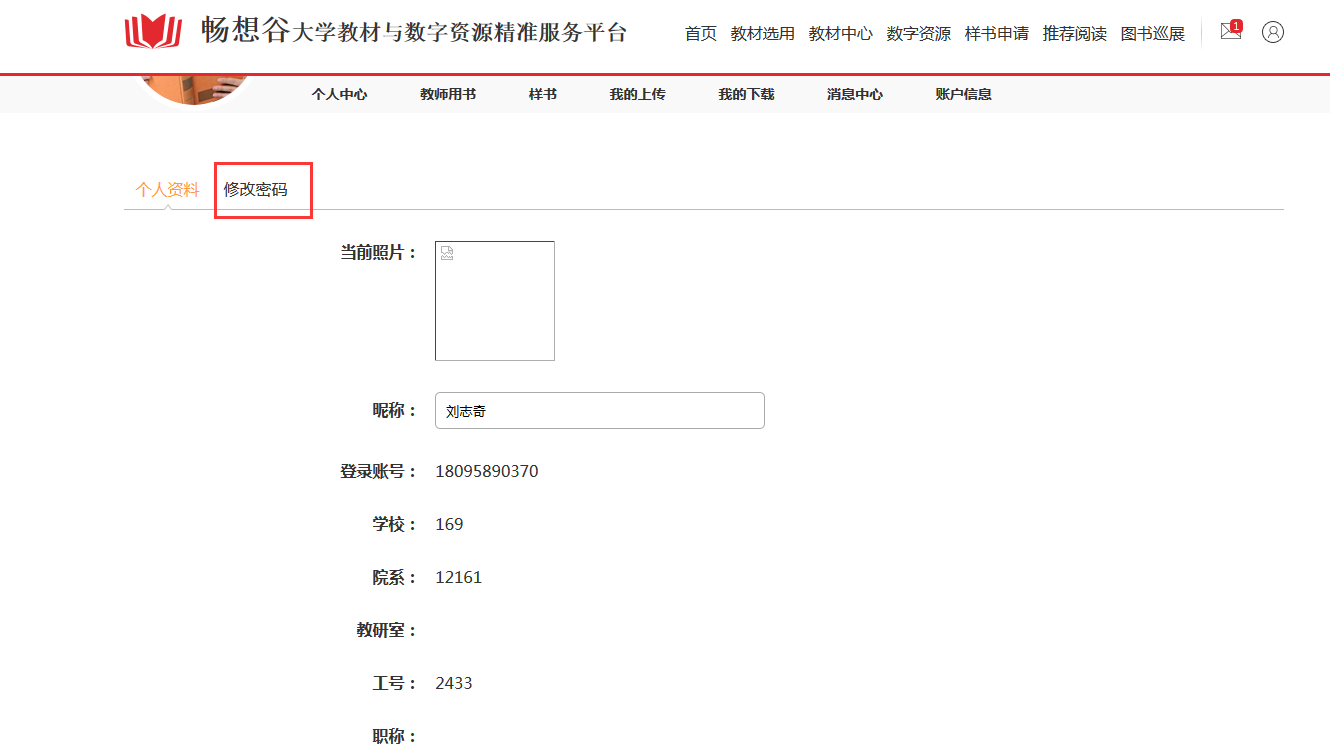 畅想谷大学教材与数字资源精准服务平台
首页 教材选用 教材中心 数字资源 样书申请 推荐阅读 图书巡展 1
个人中心 教师用书 样书 我的上传 我的下载 消息中心 账户信息
个人资料 修改密码
当前照片：
昵称： 刘志奇
登录账号： 18095890370
学校： 169
院系： 12161
教研室：
工号： 2433
职称：